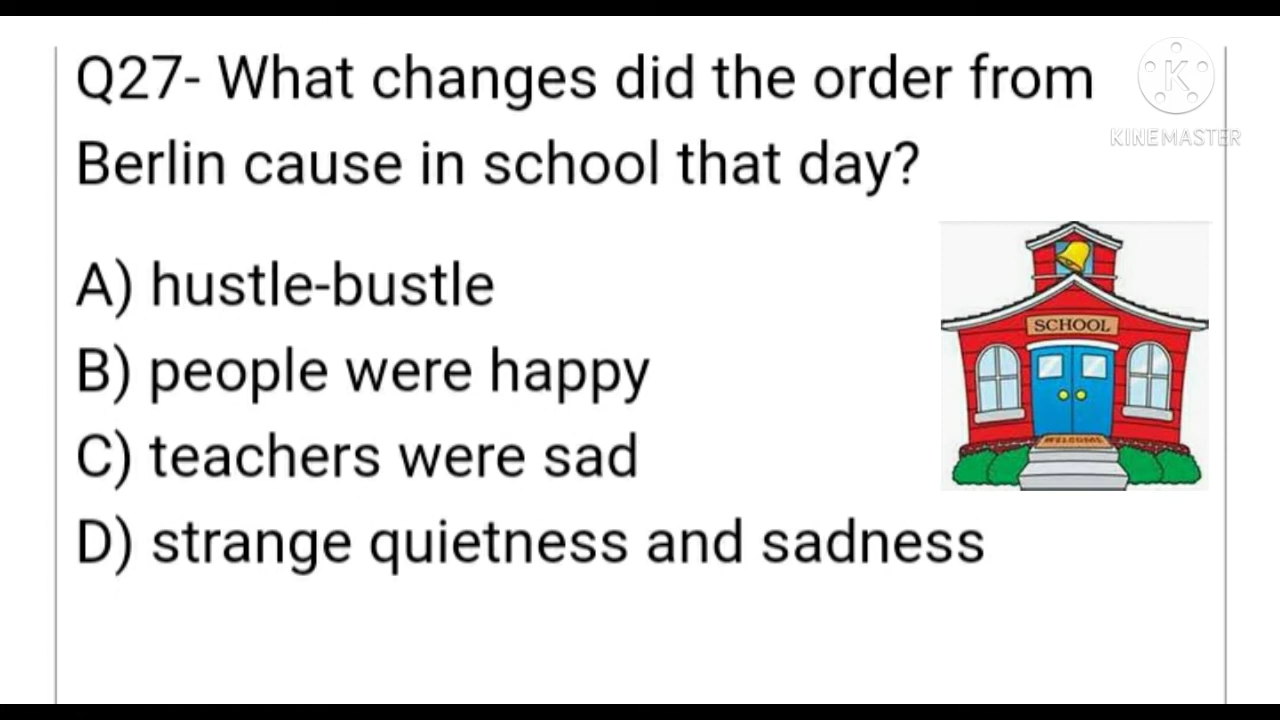 Q27- What changes did the order from
Berlin cause in school that day?
K
KINEMASTER
A) hustle-bustle
B) people were happy
C) teachers were sad
D) strange quietness and sadness
SCHOOL
WELCOME